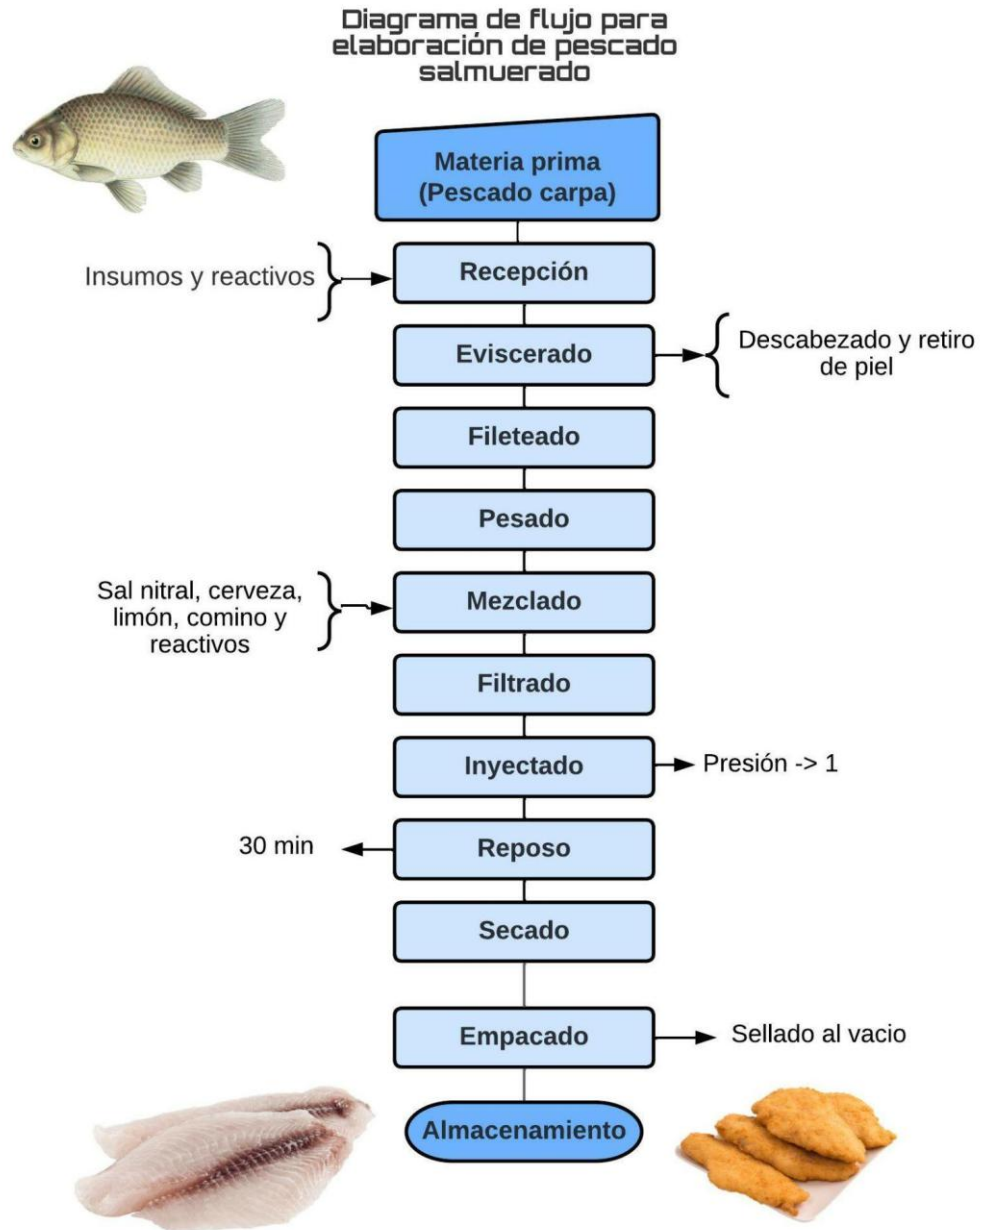 Diagrama de flujo para
elaboración de pescado
salmuerado
Materia prima
(Pescado carpa)
Insumos y reactivos
Recepción
Eviscerado
Descabezado y retiro
de piel
Fileteado
Pesado
Sal nitral, cerveza,
limón, comino y
reactivos
Mezclado
Filtrado
Inyectado
Presión -> 1
30 min
Reposo
Secado
Empacado
Sellado al vacio
Almacenamiento